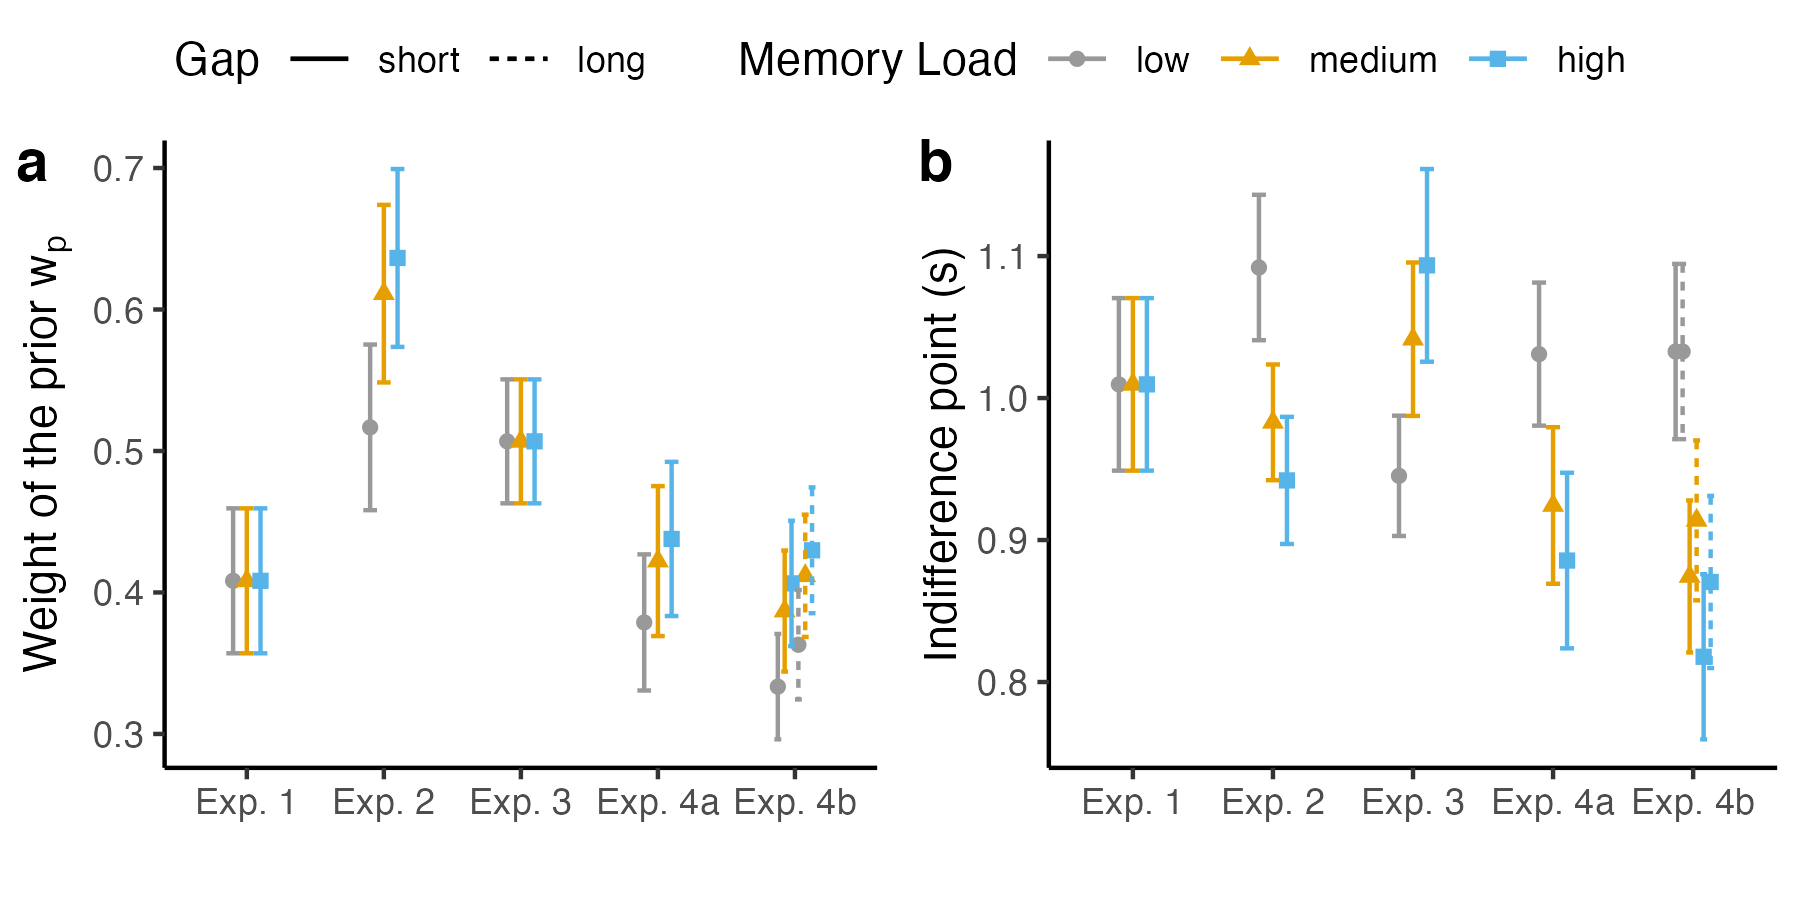 Gap short long Memory Load low medium high
a
Weight of the prior wp
0.7
0.6
0.5
0.4
0.3
Exp. 1 Exp. 2 Exp. 3 Exp. 4a Exp. 4b
b
Indifference point (s)
1.1
1.0
0.9
0.8
Exp. 1 Exp. 2 Exp. 3 Exp. 4a Exp. 4b